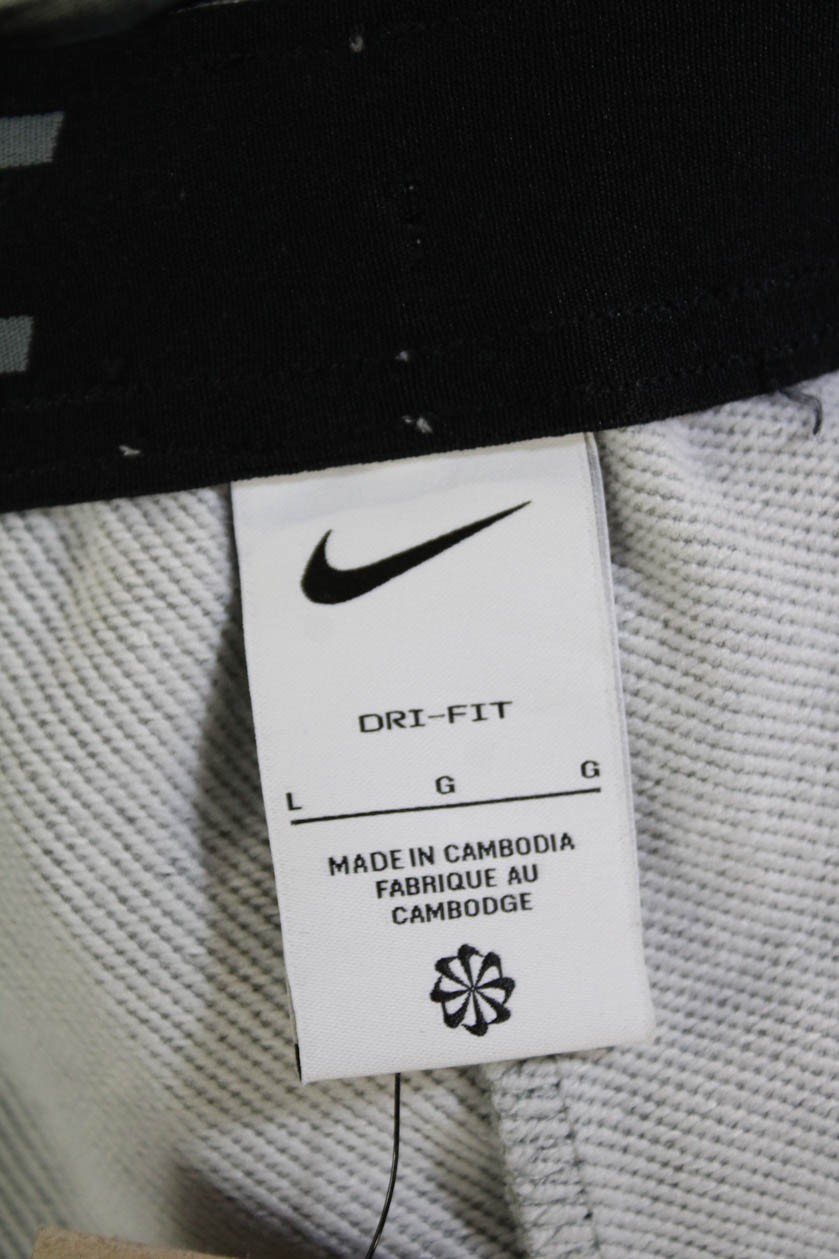 DRI-FIT
L G G
MADE IN CAMBODIA
FABRIQUE AU
CAMBODGE